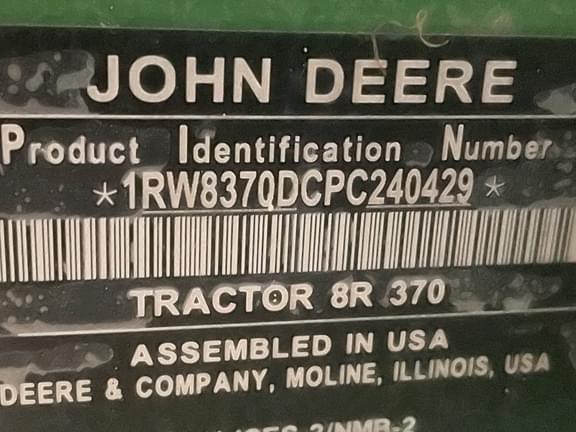 JOHN DEERE
Product Identification Number
*1RW8370DCPC240429*
TRACTOR 8R 370
ASSEMBLED IN USA
DEERE & COMPANY, MOLINE, ILLINOIS, USA